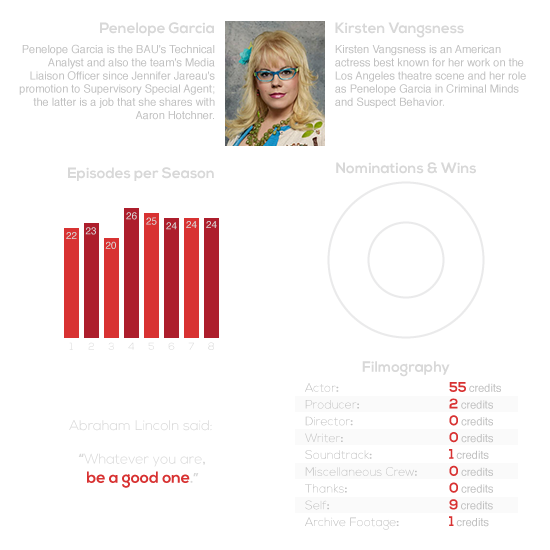 Penelope Garcia
Penelope Garcia is the BAU's Technical
Analyst and also the team's Media
Liaison Officer since Jennifer Jareau's
promotion to Supervisory Special Agent;
the latter is a job that she shares with
Aaron Hotchner.
Kirsten Vangsness
Kirsten Vangsness is an American
actress best known for her work on the
Los Angeles theatre scene and her role
as Penelope Garcia in Criminal Minds
and Suspect Behavior.
Episodes per Season
22 23 20 26 25 24 24 24
1 2 3 4 5 6 7 8
Nominations & Wins
Filmography
Actor: 55 credits
Producer: 2 credits
Director: 0 credits
Writer: 0 credits
Soundtrack: 1 credits
Miscellaneous Crew: 0 credits
Thanks: 0 credits
Self: 9 credits
Archive Footage: 1 credits
Abraham Lincoln said:
“Whatever you are,
be a good one.”